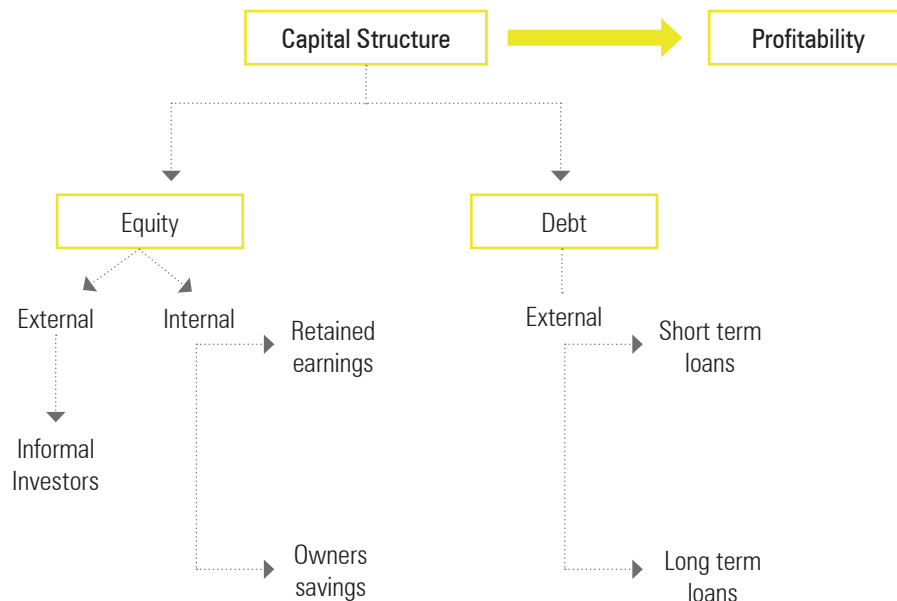 Capital Structure
Profitability
Equity
Debt
External
Internal
External
Retained
earnings
Short term
loans
Informal
Investors
Owners
savings
Long term
loans